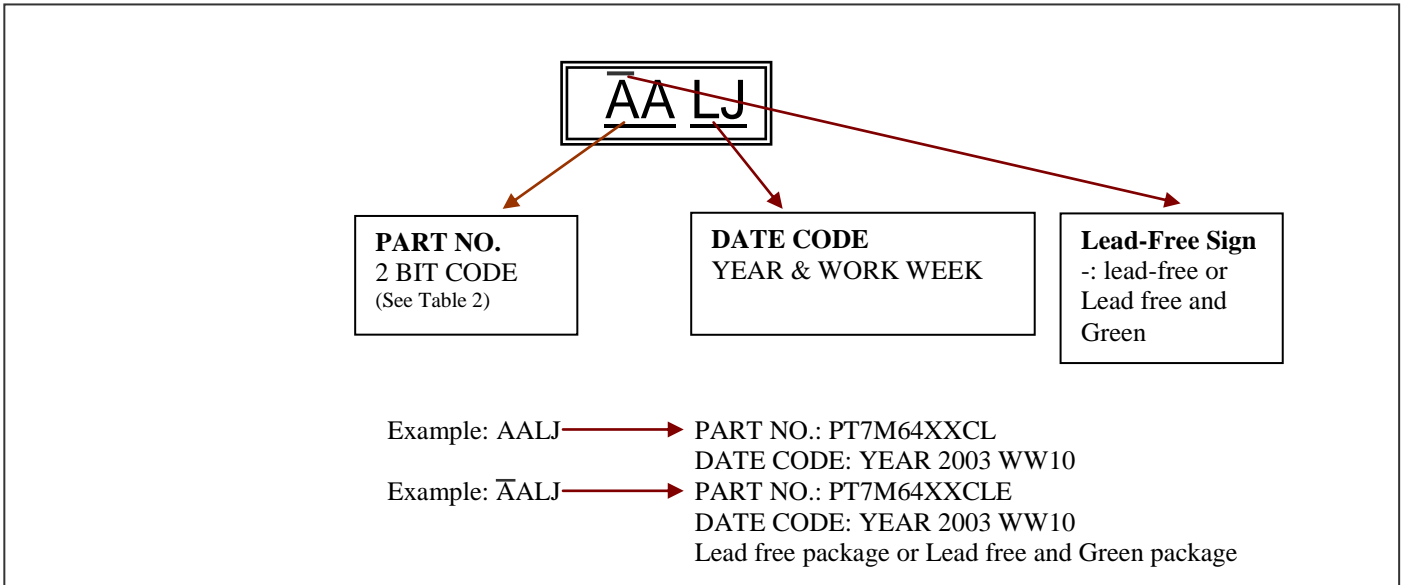 A̅A LJ
PART NO.
2 BIT CODE
(See Table 2)
DATE CODE
YEAR & WORK WEEK
Lead-Free Sign
-: lead-free or
Lead free and
Green
Example: AALJ PART NO.: PT7M64XXCL
DATE CODE: YEAR 2003 WW10
Example: A̅ALJ PART NO.: PT7M64XXCLE
DATE CODE: YEAR 2003 WW10
Lead free package or Lead free and Green package